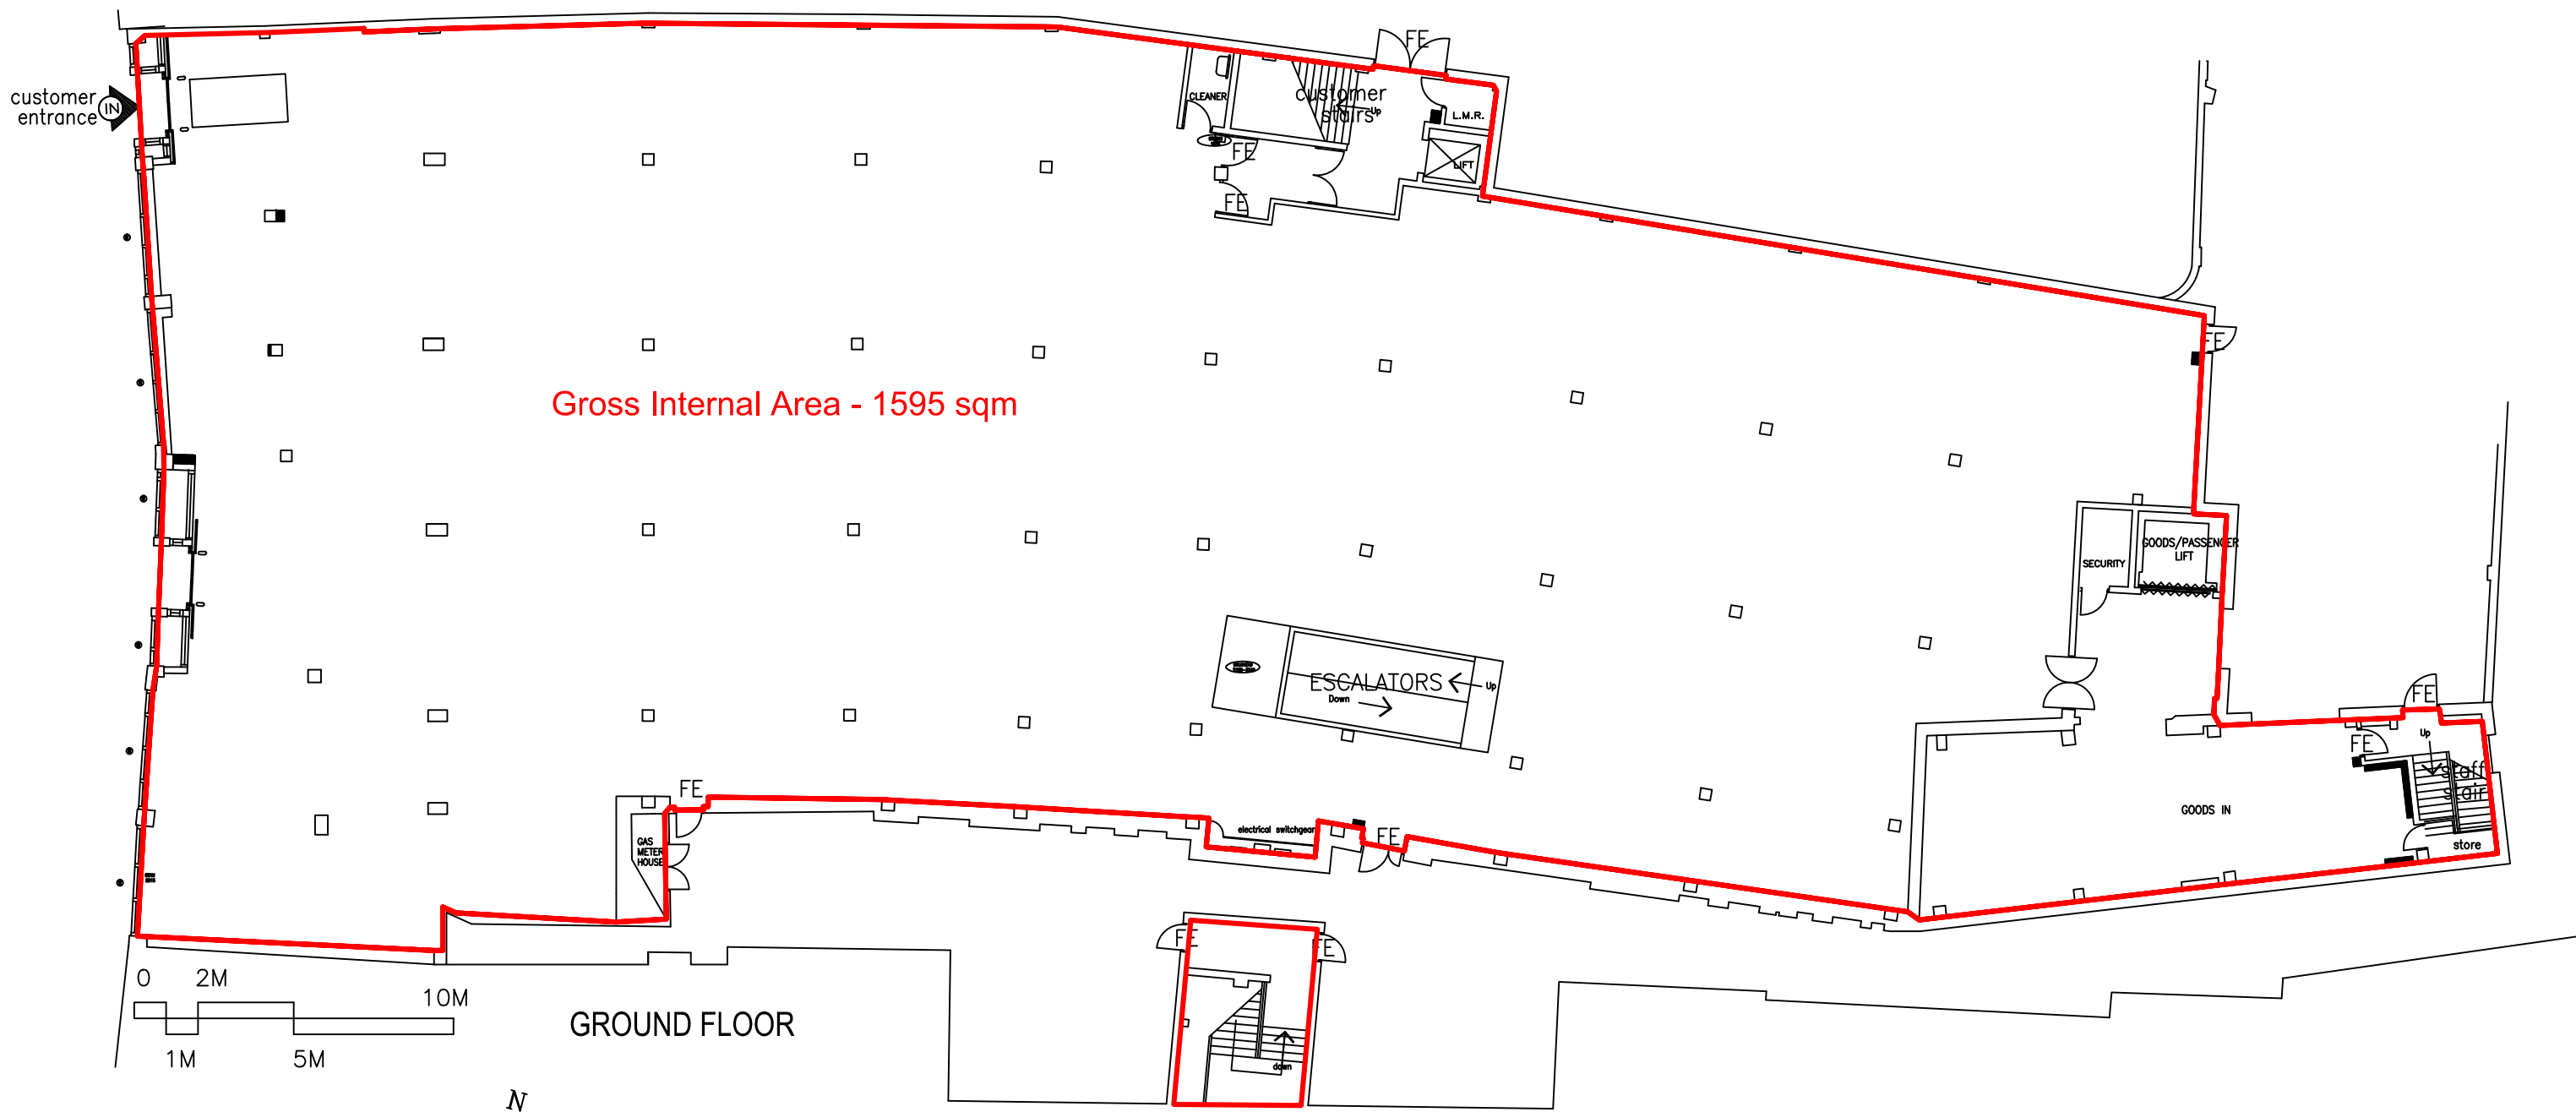 FE
customer
entrance
IN
CLEANER
customer
stairs
Up
L.M.R.
LIFT
FE
FE
FE
Gross Internal Area - 1595 sqm
GOODS/PASSENGER
LIFT
SECURITY
ESCALATORS
Up
Down
FE
FE
Up
staff
stair
FE
electrical switchgear
FE
GAS
METER
HOUSE
GOODS IN
store
FE
FE
0
2M
10M
1M
5M
GROUND FLOOR
down
N